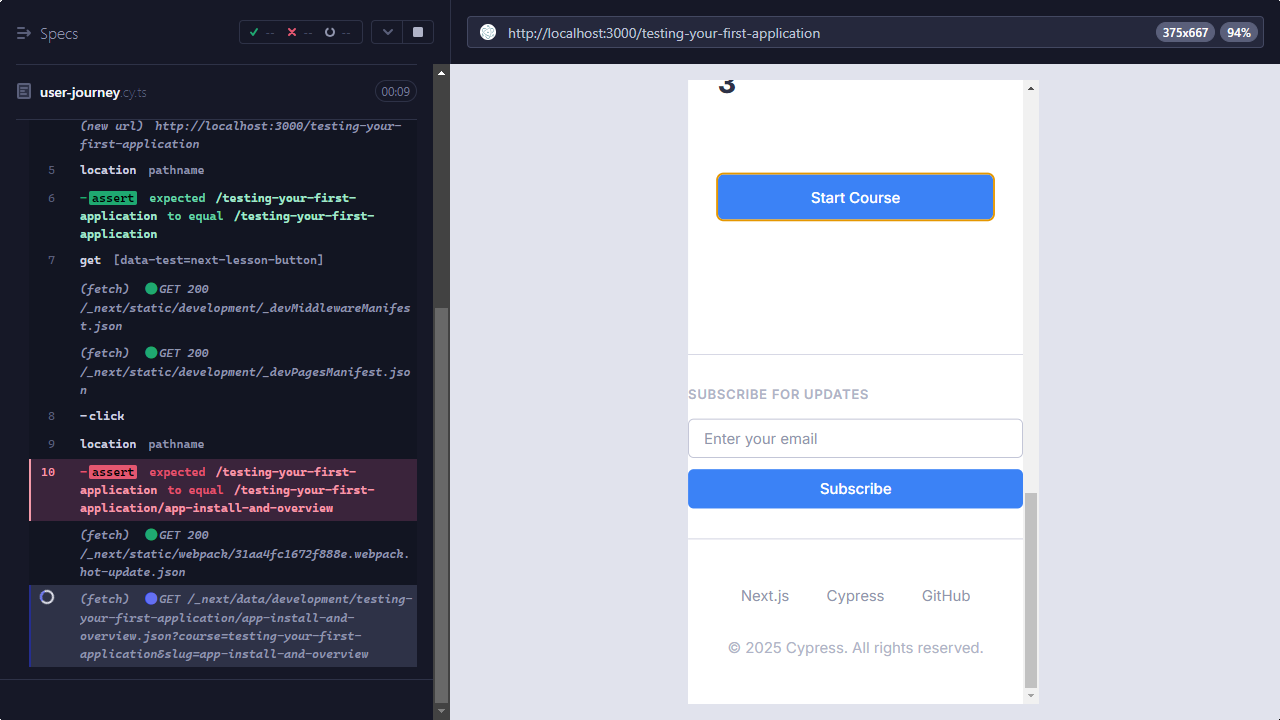 Specs
-- -- --
user-journey.cy.ts
00:09
(new url) http://localhost:3000/testing-your-
first-application
5 location pathname
6 -assert expected /testing-your-first-
application to equal /testing-your-first-
application
7 get [data-test=next-lesson-button]
(fetch) GET 200
/_next/static/development/_devMiddlewareManifes
t.json
(fetch) GET 200
/_next/static/development/_devPagesManifest.jso
n
8 -click
9 location pathname
10 -assert expected /testing-your-first-
application to equal /testing-your-first-
application/app-install-and-overview
(fetch) GET 200
/_next/static/webpack/31aa4fc1672f888e.webpack.
hot-update.json
(fetch) GET /_next/data/development/testing-
your-first-application/app-install-and-
overview.json?course=testing-your-first-
application&slug=app-install-and-overview
http://localhost:3000/testing-your-first-application
375x667
94%
3
Start Course
SUBSCRIBE FOR UPDATES
Enter your email
Subscribe
Next.js Cypress GitHub
© 2025 Cypress. All rights reserved.